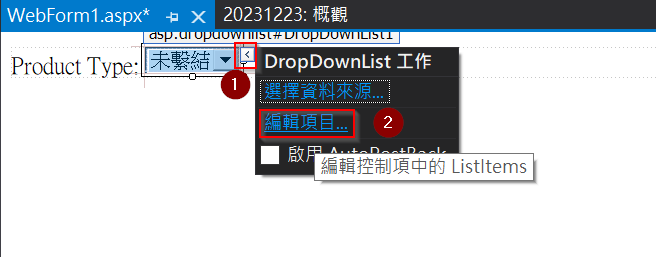 WebForm1.aspx*
20231223: 概觀
asp:dropdownlist#DropDownList1
Product Type:
未繫結
1
DropDownList 工作
選擇資料來源...
編輯項目...
2
啟用 AutoPostBack
編輯控制項中的 ListItems